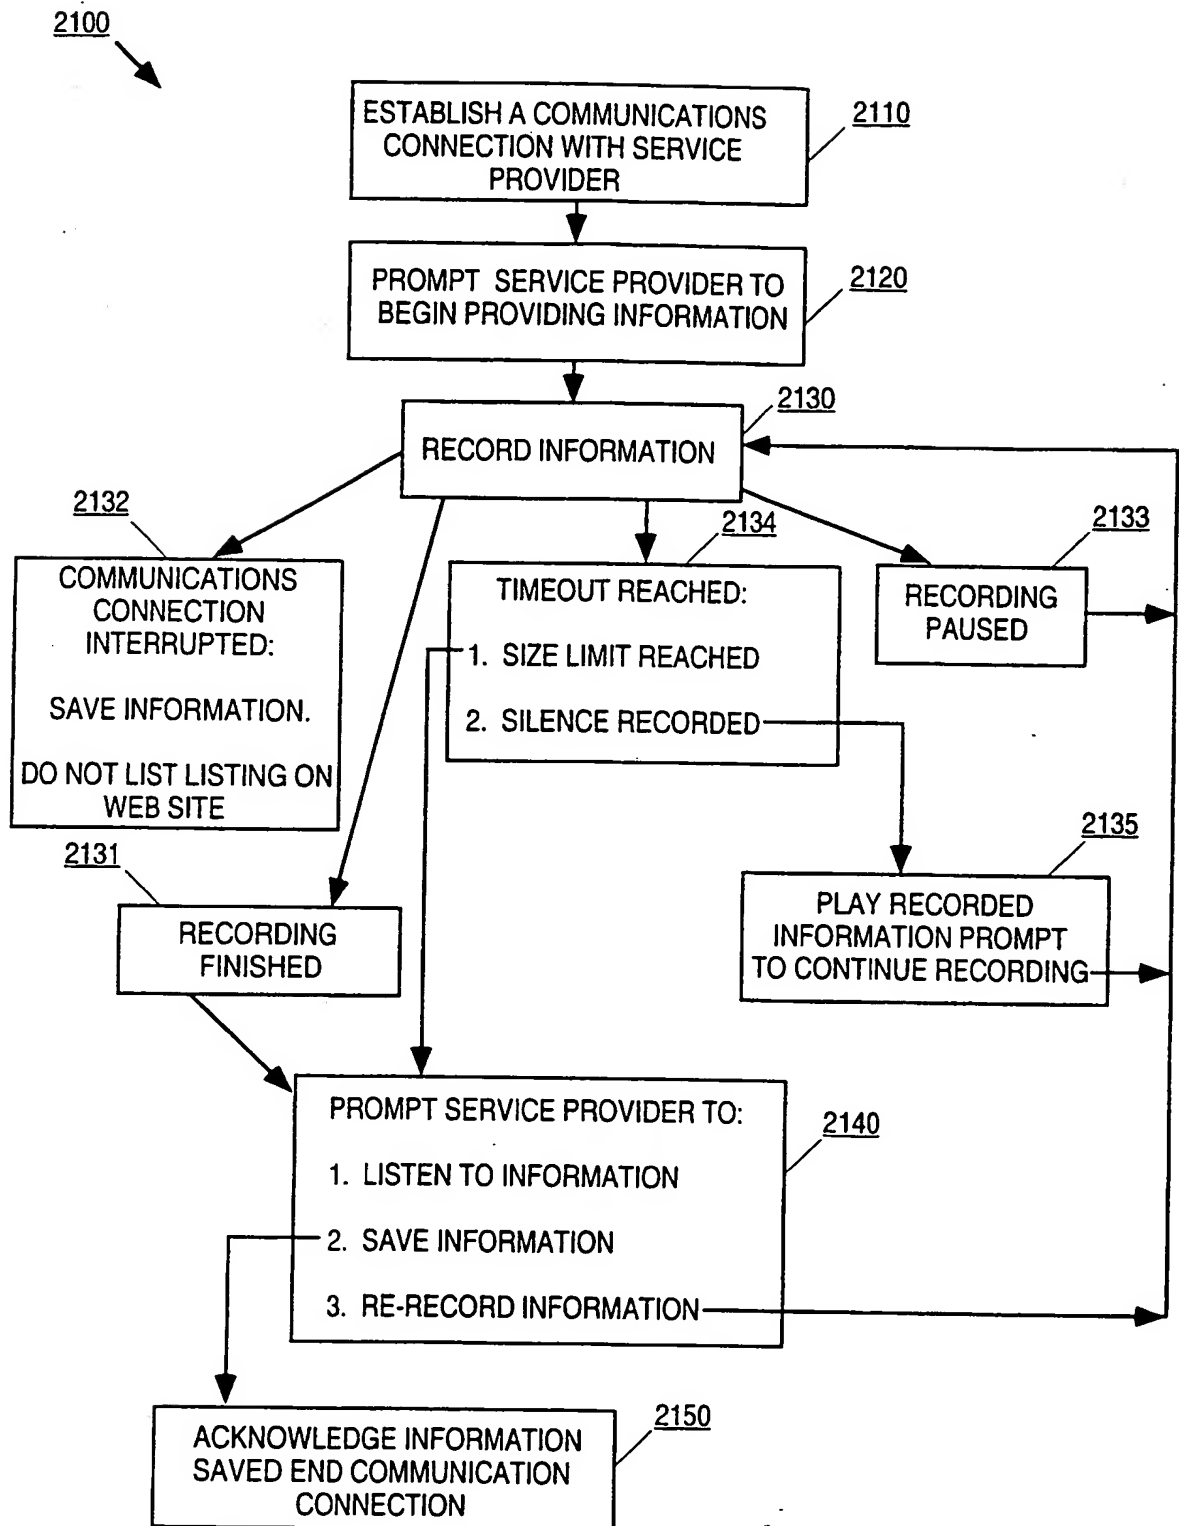 2100
ESTABLISH A COMMUNICATIONS
CONNECTION WITH SERVICE
PROVIDER
2110
PROMPT SERVICE PROVIDER TO
BEGIN PROVIDING INFORMATION
2120
RECORD INFORMATION
2130
2132
COMMUNICATIONS
CONNECTION
INTERRUPTED:
SAVE INFORMATION.
DO NOT LIST LISTING ON
WEB SITE
2134
TIMEOUT REACHED:
1. SIZE LIMIT REACHED
2. SILENCE RECORDED
2133
RECORDING
PAUSED
2131
RECORDING
FINISHED
2135
PLAY RECORDED
INFORMATION PROMPT
TO CONTINUE RECORDING
PROMPT SERVICE PROVIDER TO:
1. LISTEN TO INFORMATION
2. SAVE INFORMATION
3. RE-RECORD INFORMATION
2140
ACKNOWLEDGE INFORMATION
SAVED END COMMUNICATION
CONNECTION
2150